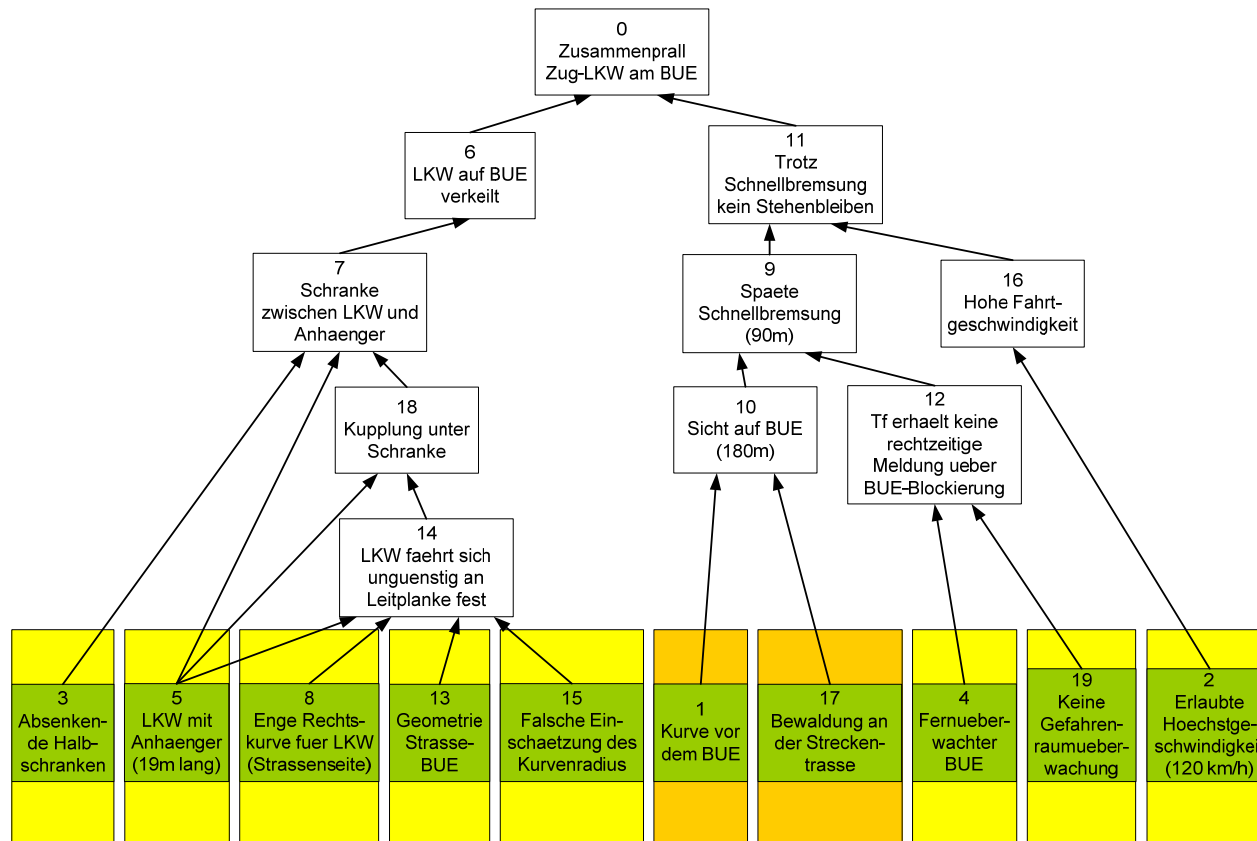 0
Zusammenprall
Zug-LKW am BUE
6
LKW auf BUE
verkeilt
11
Trotz
Schnellbremsung
kein Stehenbleiben
7
Schranke
zwischen LKW und
Anhaenger
9
Spaete
Schnellbremsung
(90m)
16
Hohe Fahrt-
geschwindigkeit
18
Kupplung unter
Schranke
10
Sicht auf BUE
(180m)
12
Tf erhaelt keine
rechtzeitige
Meldung ueber
BUE-Blockierung
14
LKW faehrt sich
unguenstig an
Leitplanke fest
3
Absenken-
de Halb-
schranken
5
LKW mit
Anhaenger
(19m lang)
8
Enge Rechts-
kurve fuer LKW
(Strassenseite)
13
Geometrie
Strasse-
BUE
15
Falsche Ein-
schaetzung des
Kurvenradius
1
Kurve vor
dem BUE
17
Bewaldung an
der Strecken-
trasse
4
Fernueber-
wachter
BUE
19
Keine
Gefahren-
raumueber-
wachung
2
Erlaubte
Hoechstge-
schwindigkeit
(120 km/h)